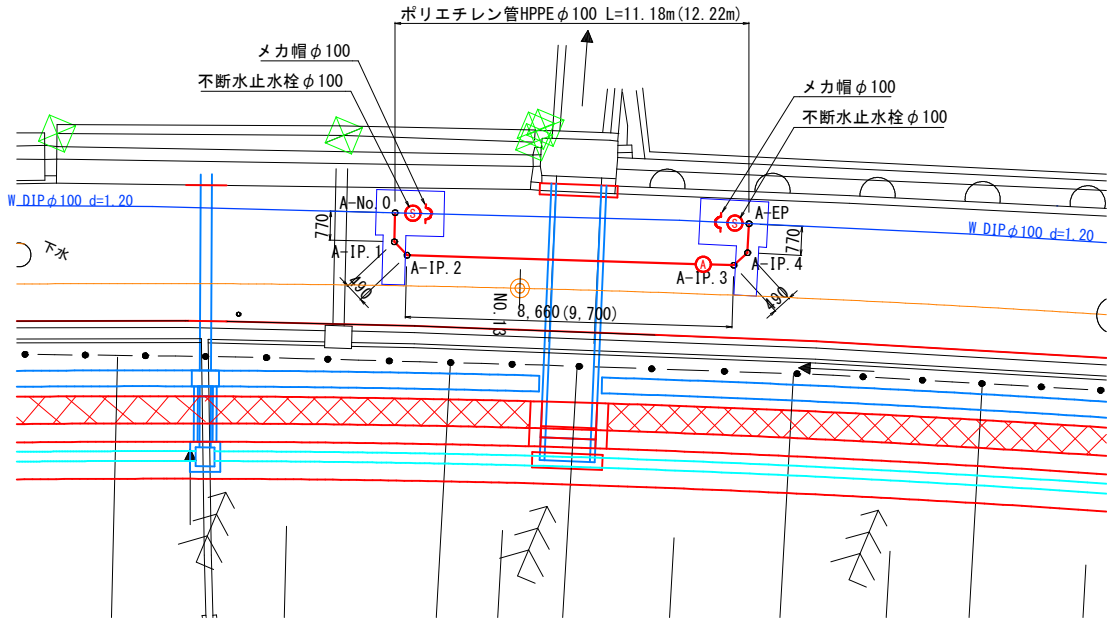 ポリエチレン管HPPEφ100 L=11.18m(12.22m)
メカ帽φ100
不断水止水栓φ100
メカ帽φ100
不断水止水栓φ100
W DIPφ100 d=1.20
A-No.0
S
S
A-EP
W DIPφ100 d=1.20
770
770
下水
A-IP.1
A-IP.2
A
A-IP.3
A-IP.4
490
490
NO.13
8,660(9,700)